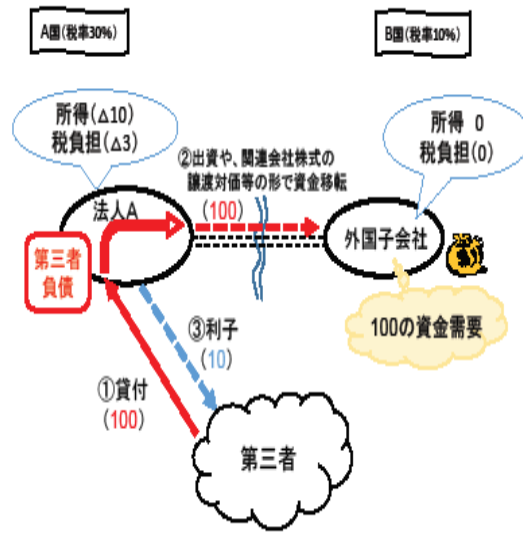 A国(税率30%)
B国(税率10%)
所得(△10)
税負担(△3)
所得 0
税負担(0)
②出資や、関連会社株式の
譲渡対価等の形で資金移転
(100)
法人A
外国子会社
第三者
負債
100の資金需要
③利子
(10)
①貸付
(100)
第三者